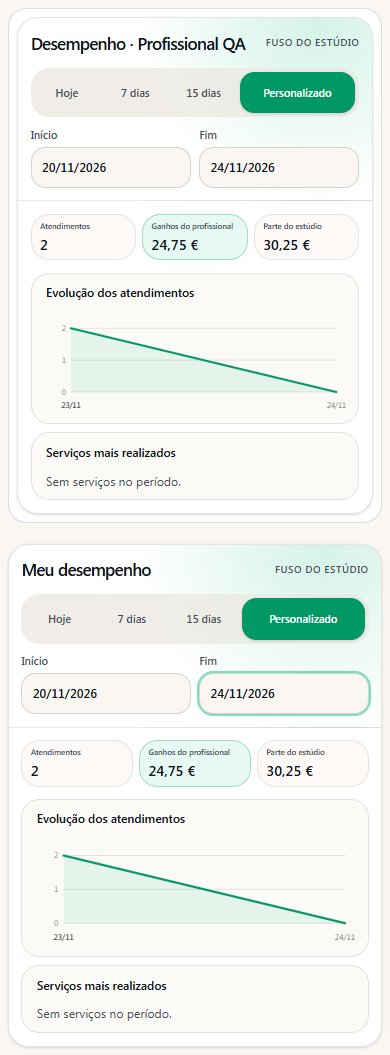 Desempenho · Profissional QA FUSO DO ESTÚDIO
Hoje 7 dias 15 dias Personalizado
Início Fim
20/11/2026 24/11/2026
Atendimentos Ganhos do profissional Parte do estúdio
2 24,75 € 30,25 €
Evolução dos atendimentos
2
1
0
23/11 24/11
Serviços mais realizados
Sem serviços no período.
Meu desempenho FUSO DO ESTÚDIO
Hoje 7 dias 15 dias Personalizado
Início Fim
20/11/2026 24/11/2026
Atendimentos Ganhos do profissional Parte do estúdio
2 24,75 € 30,25 €
Evolução dos atendimentos
2
1
0
23/11 24/11
Serviços mais realizados
Sem serviços no período.